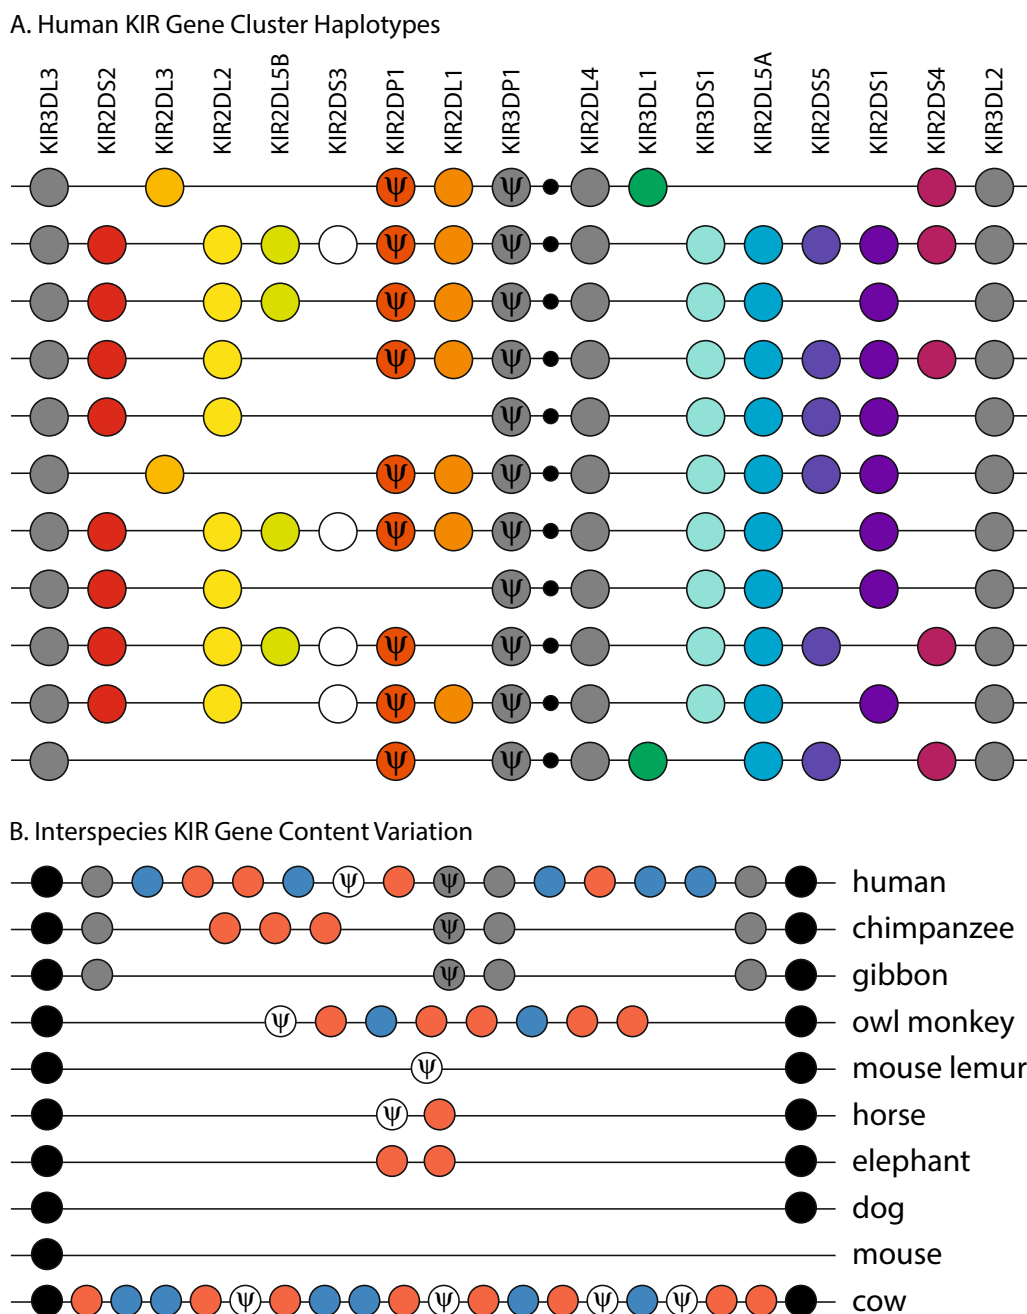 A. Human KIR Gene Cluster Haplotypes
KIR3DL3
KIR2DS2
KIR2DL3
KIR2DL2
KIR2DL5B
KIR2DS3
KIR2DP1
KIR2DL1
KIR3DP1
KIR2DL4
KIR3DL1
KIR3DS1
KIR2DL5A
KIR2DS5
KIR2DS1
KIR2DS4
KIR3DL2
ψ ψ
ψ ψ
ψ ψ
ψ ψ
ψ
ψ ψ
ψ ψ
ψ
ψ ψ
ψ ψ
ψ ψ
B. Interspecies KIR Gene Content Variation
ψ ψ human
ψ chimpanzee
ψ gibbon
ψ owl monkey
ψ mouse lemur
ψ horse
elephant
dog
mouse
ψ ψ ψ ψ cow